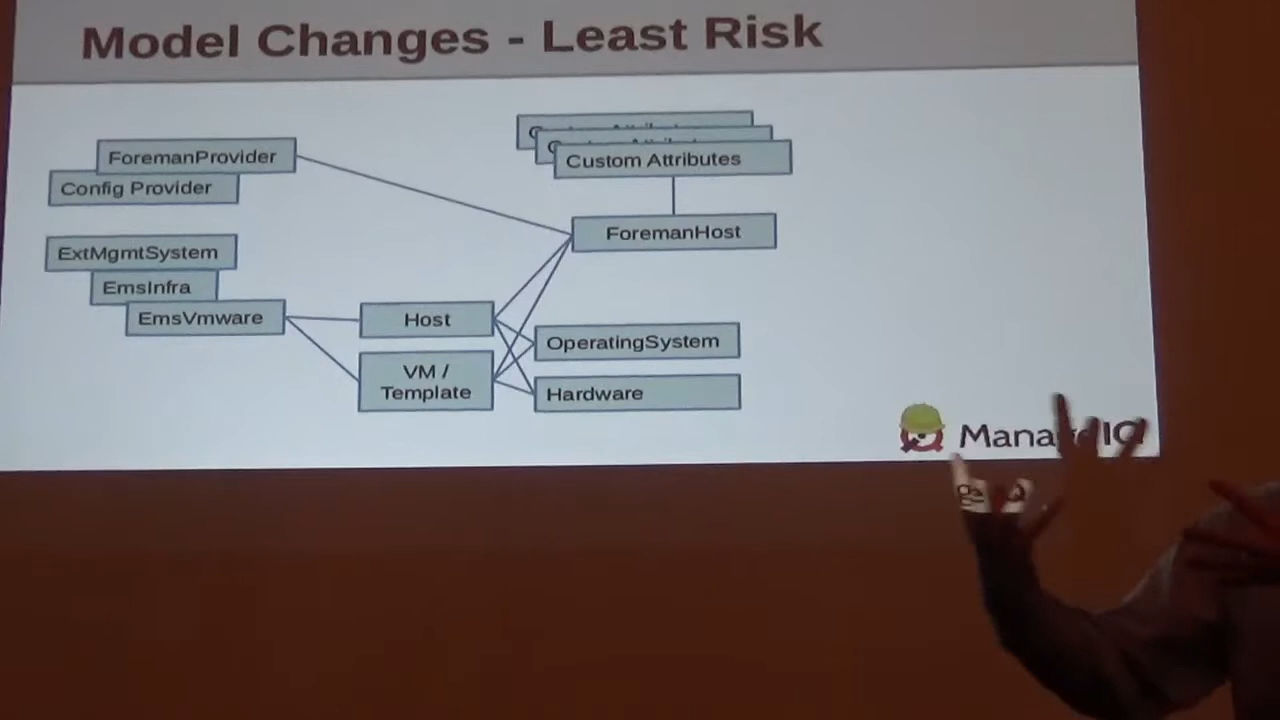 Model Changes - Least Risk
Custom Attributes
ForemanProvider
Config Provider
ForemanHost
ExtMgmtSystem
EmsInfra
EmsVmware
Host
OperatingSystem
VM /
Template
Hardware